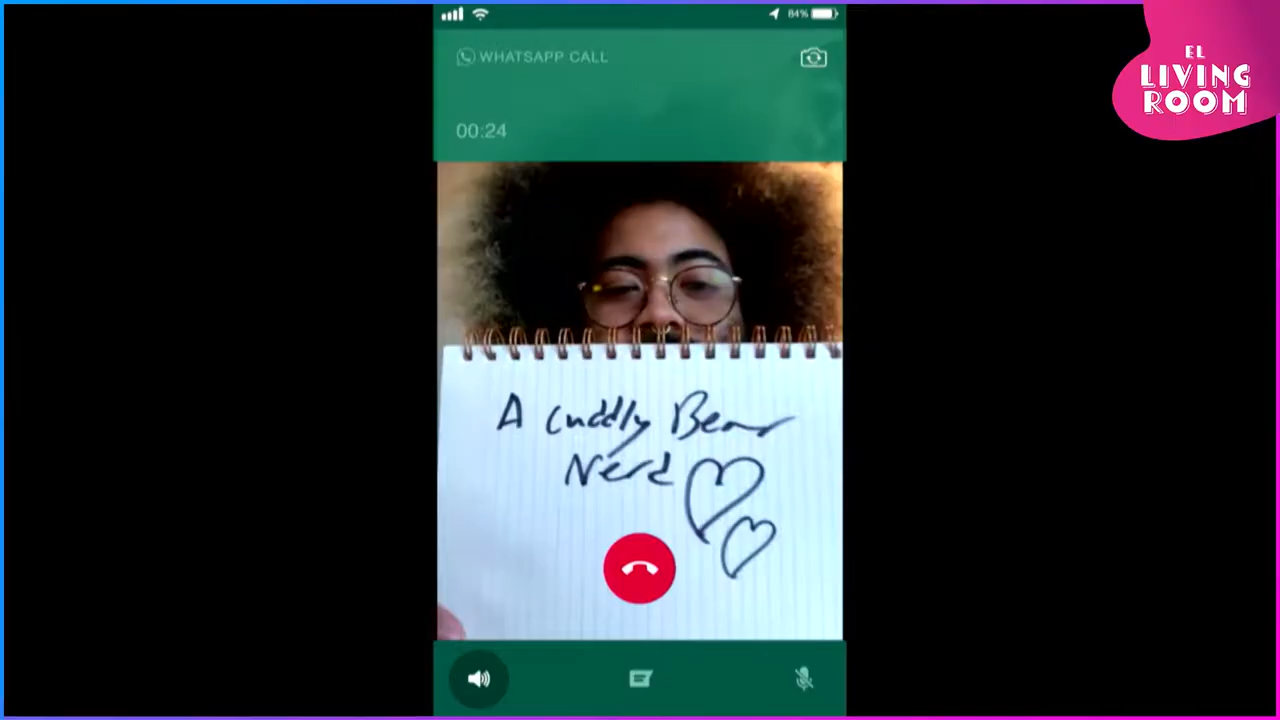 84%
WHATSAPP CALL
EL
LIVING
ROOM
00:24
A Cuddly Bear
Nerd